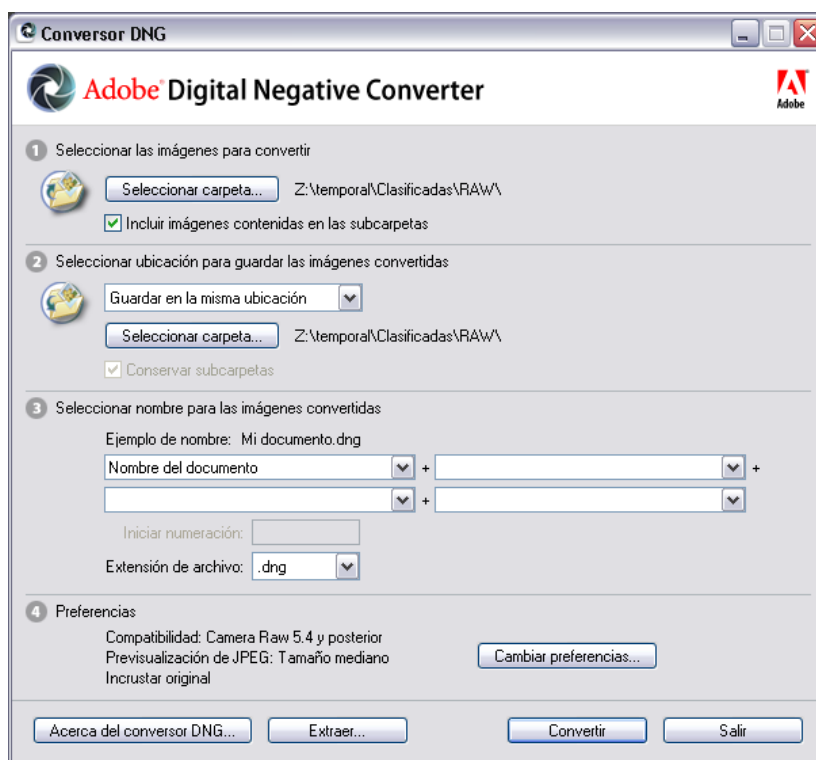 Conversor DNG
Adobe® Digital Negative Converter
Adobe
1 Seleccionar las imágenes para convertir
Seleccionar carpeta... Z:\temporal\Clasificadas\RAW\
Incluir imágenes contenidas en las subcarpetas
2 Seleccionar ubicación para guardar las imágenes convertidas
Guardar en la misma ubicación
Seleccionar carpeta... Z:\temporal\Clasificadas\RAW\
Conservar subcarpetas
3 Seleccionar nombre para las imágenes convertidas
Ejemplo de nombre: Mi documento.dng
Nombre del documento + +
+
Iniciar numeración:
Extensión de archivo: .dng
4 Preferencias
Compatibilidad: Camera Raw 5.4 y posterior
Previsualización de JPEG: Tamaño mediano
Cambiar preferencias...
Incrustar original
Acerca del conversor DNG... Extraer... Convertir Salir